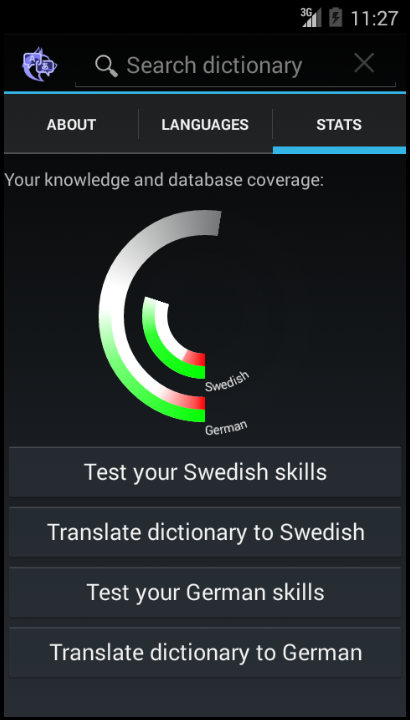 3G 11:27
Search dictionary
ABOUT LANGUAGES STATS
Your knowledge and database coverage:
Swedish
German
Test your Swedish skills
Translate dictionary to Swedish
Test your German skills
Translate dictionary to German